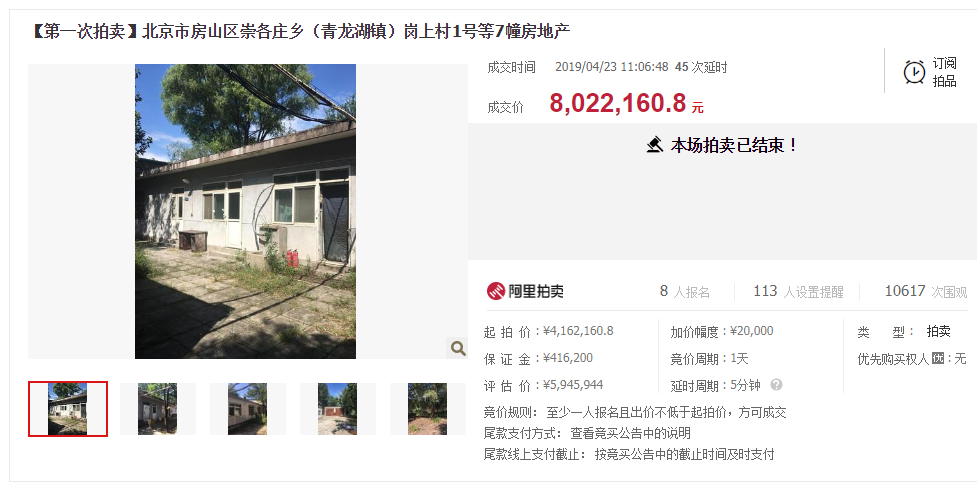 【第一次拍卖】北京市房山区崇各庄乡（青龙湖镇）岗上村1号等7幢房地产
成交时间 2019/04/23 11:06:48 45 次延时
订阅
拍品
成交价 8,022,160.8 元
本场拍卖已结束！
阿里拍卖 8 人报名 113 人设置提醒 10617 次围观
起 拍 价：¥4,162,160.8 加价幅度：¥20,000 类 型： 拍卖
保 证 金：¥416,200 竞价周期：1天 优先购买权人优：无
评 估 价：¥5,945,944 延时周期：5分钟 ?
竞价规则： 至少一人报名且出价不低于起拍价，方可成交
尾款支付方式： 查看竞买公告中的说明
尾款线上支付截止： 按竞买公告中的截止时间及时支付